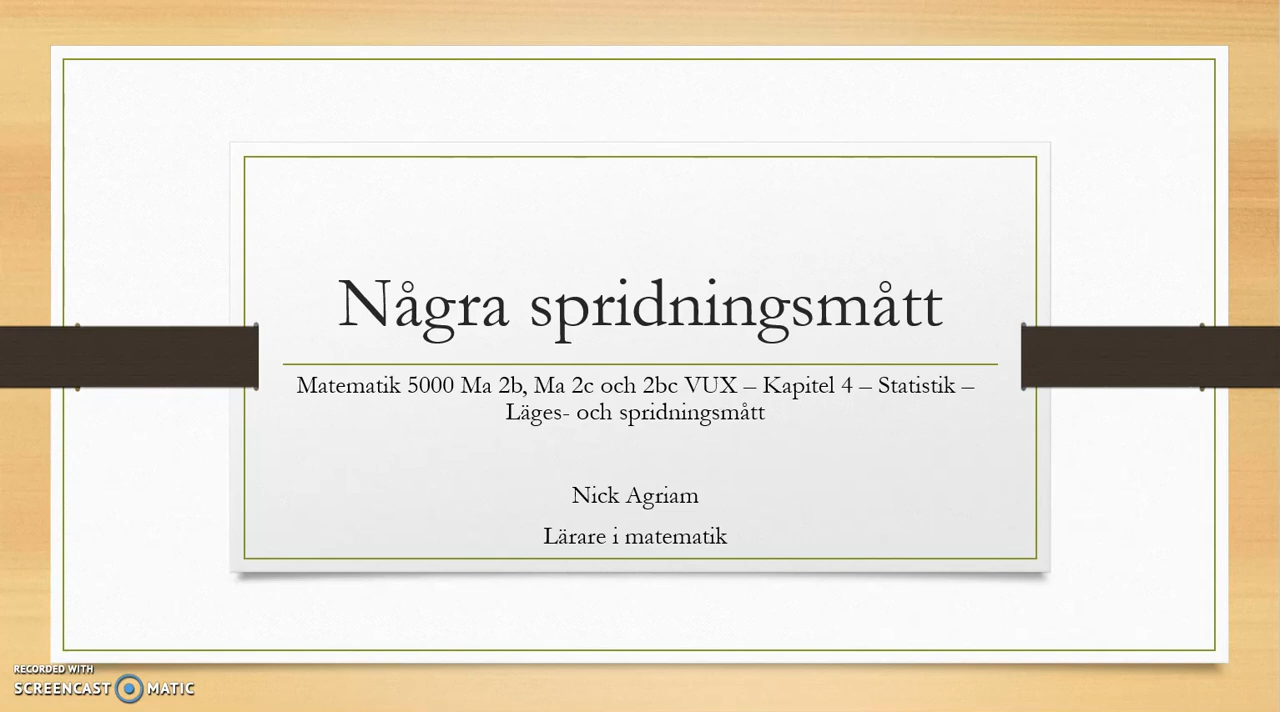 Några spridningsmått
Matematik 5000 Ma 2b, Ma 2c och 2bc VUX – Kapitel 4 – Statistik –
Läges- och spridningsmått
Nick Agriam
Lärare i matematik
RECORDED WITH
SCREENCAST MATIC